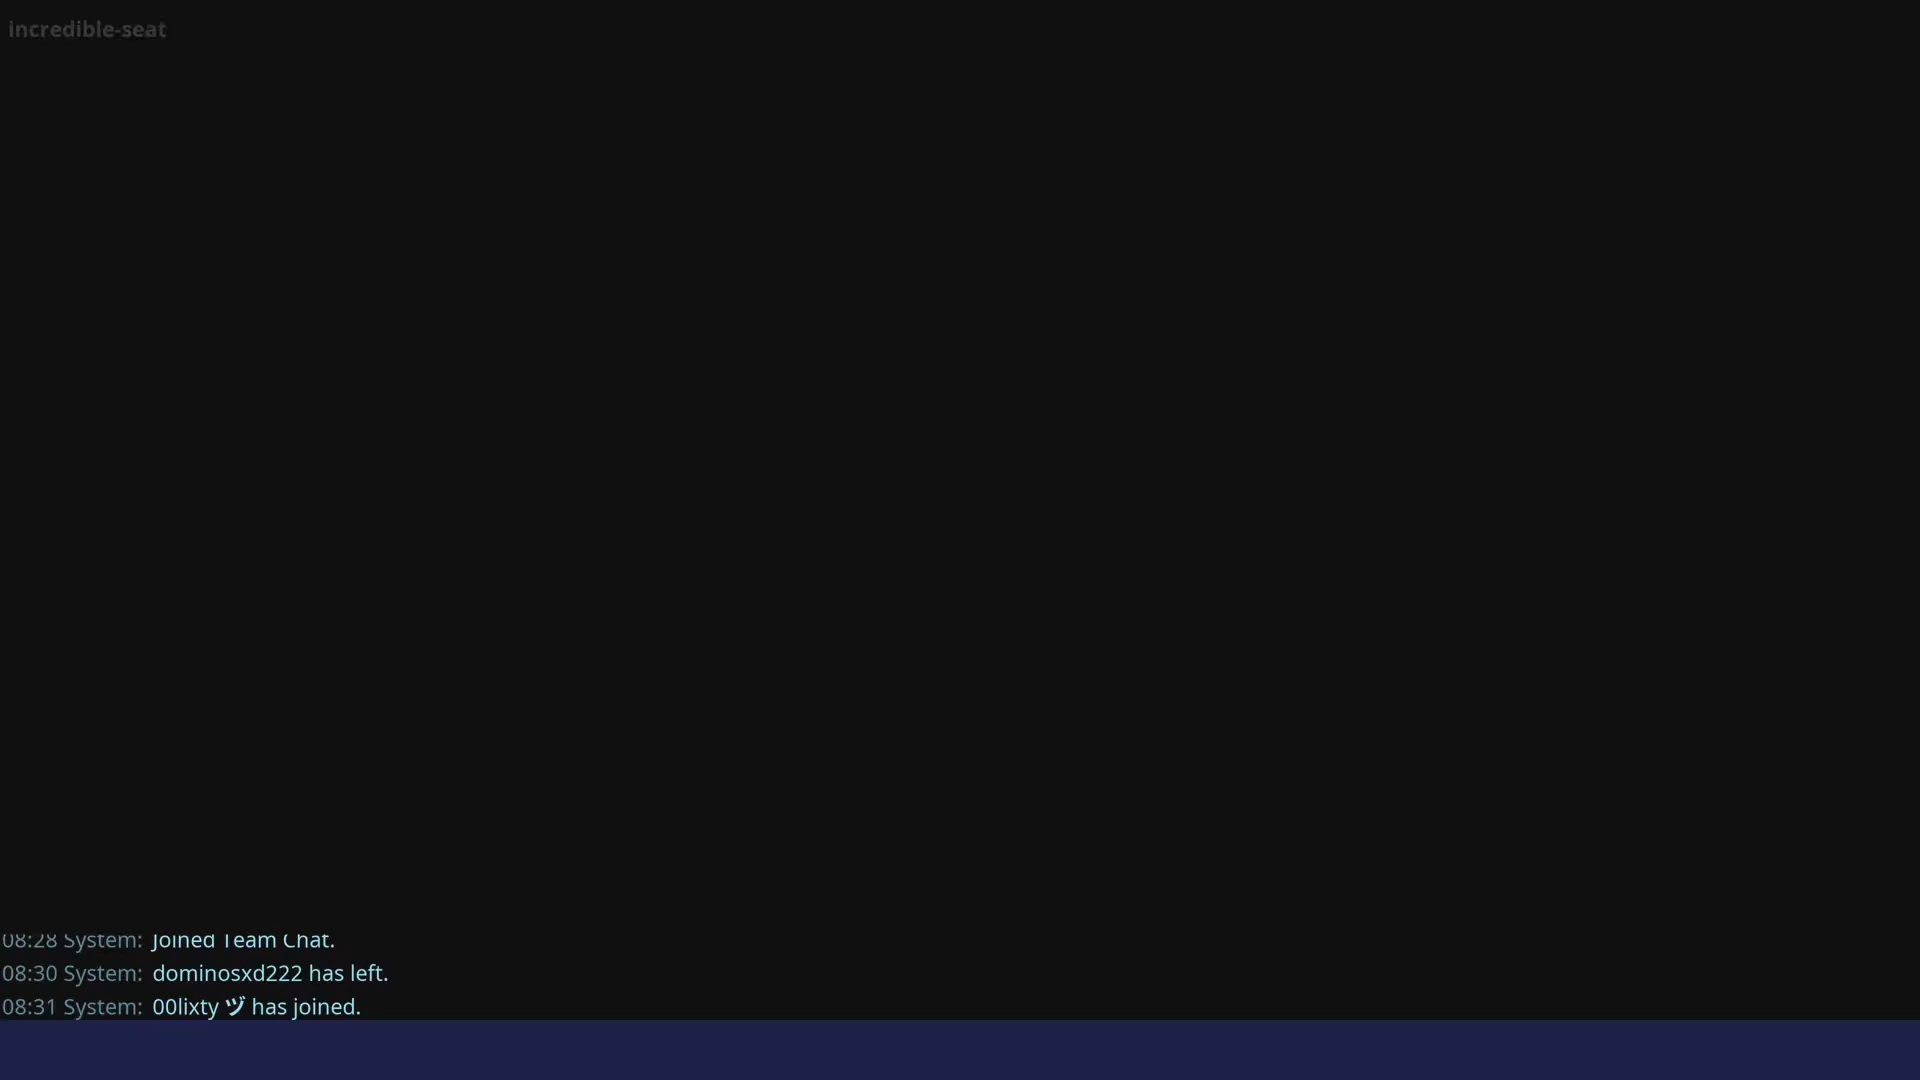 incredible-seat
08:28 System: Joined Team Chat.
08:30 System: dominosxd222 has left.
08:31 System: 00lixty ヅ has joined.